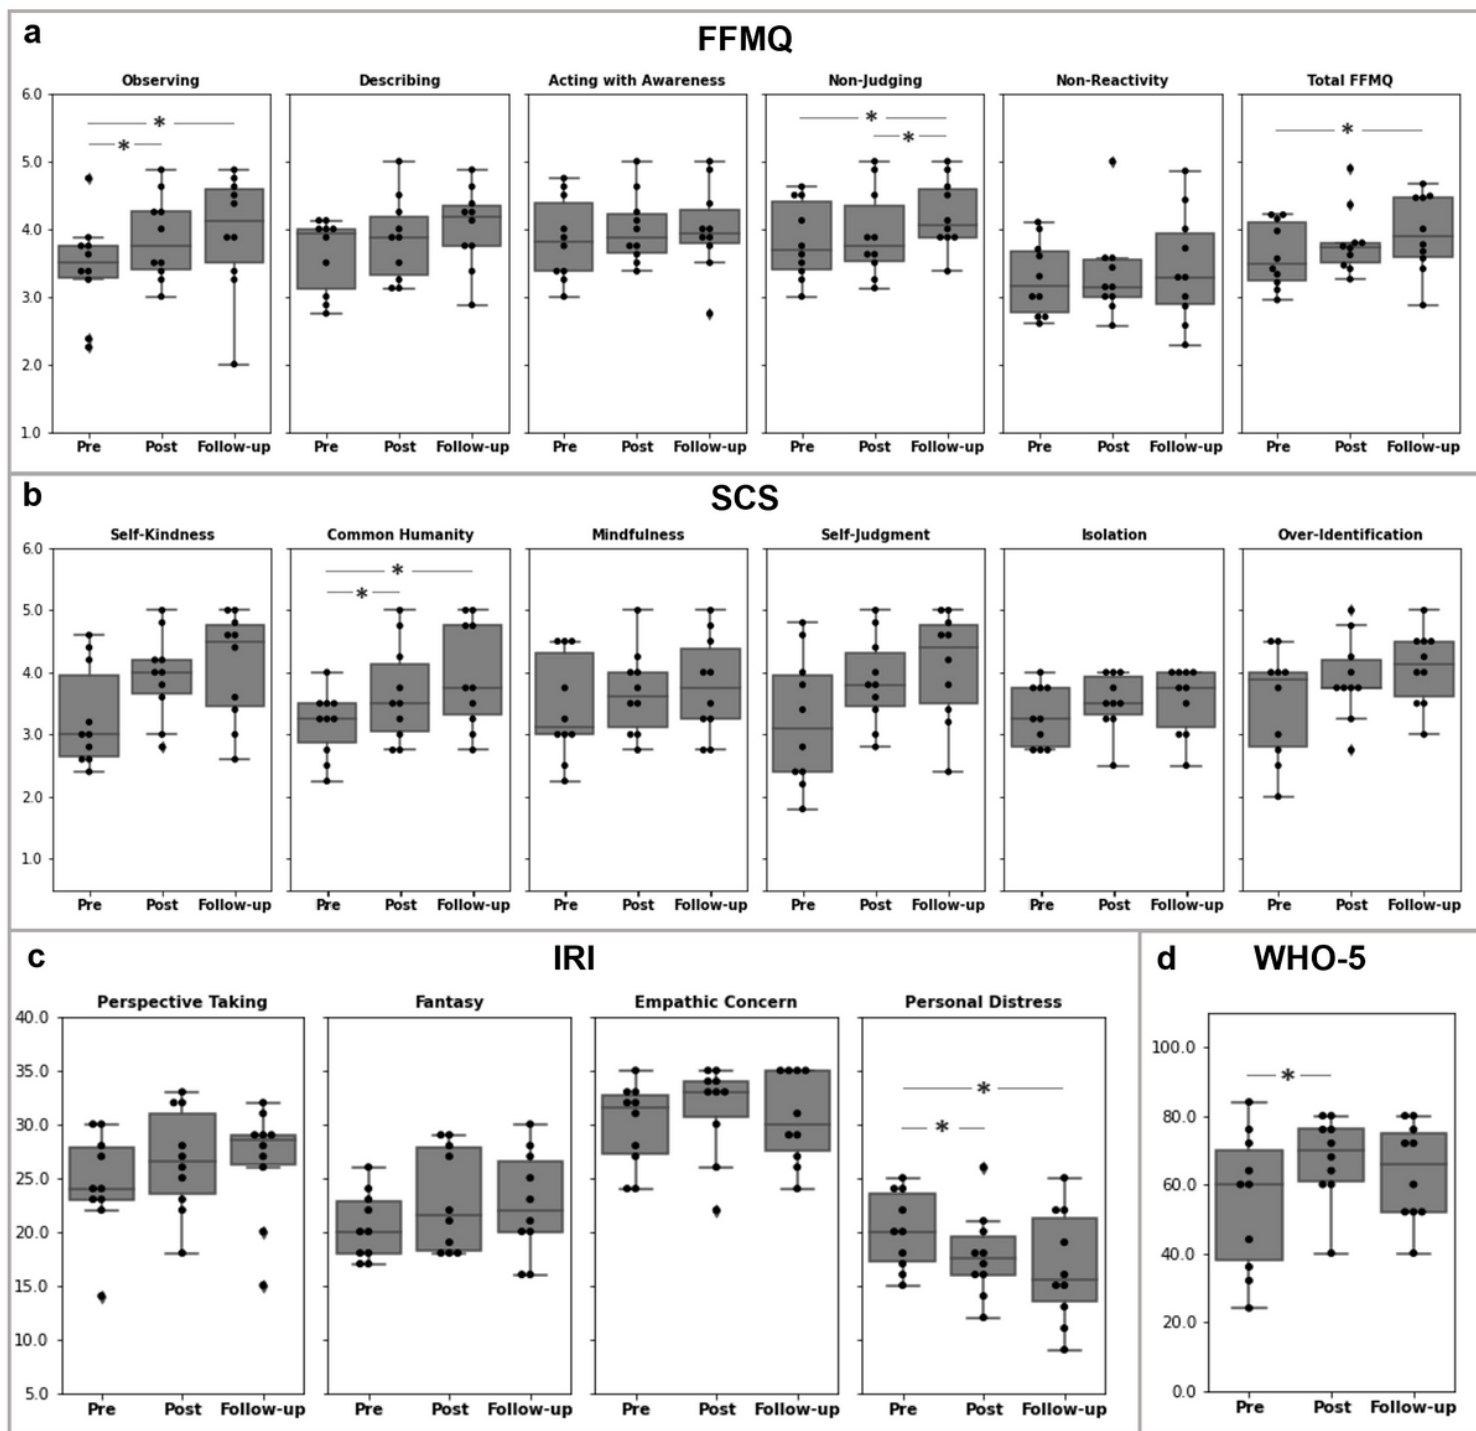 a
FFMQ
Observing Describing Acting with Awareness Non-Judging Non-Reactivity Total FFMQ
6.0
* * * 
* *
5.0
4.0
3.0
2.0
1.0
Pre Post Follow-up Pre Post Follow-up Pre Post Follow-up Pre Post Follow-up Pre Post Follow-up Pre Post Follow-up
b
SCS
Self-Kindness Common Humanity Mindfulness Self-Judgment Isolation Over-Identification
6.0
*
*
5.0
4.0
3.0
2.0
1.0
Pre Post Follow-up Pre Post Follow-up Pre Post Follow-up Pre Post Follow-up Pre Post Follow-up Pre Post Follow-up
c
IRI
Perspective Taking Fantasy Empathic Concern Personal Distress
40.0
35.0
*
30.0
*
25.0
20.0
15.0
10.0
5.0
Pre Post Follow-up Pre Post Follow-up Pre Post Follow-up Pre Post Follow-up
d
WHO-5
100.0
*
80.0
60.0
40.0
20.0
0.0
Pre Post Follow-up